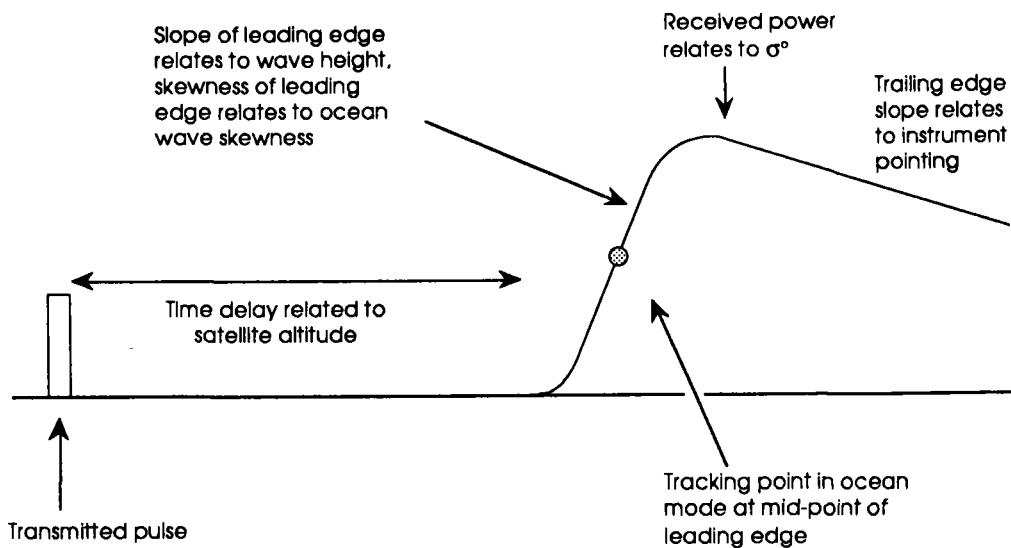 Slope of leading edge
relates to wave height,
skewness of leading
edge relates to ocean
wave skewness
Received power
relates to σ°
Trailing edge
slope relates
to instrument
pointing
Time delay related to
satellite altitude
Transmitted pulse
Tracking point in ocean
mode at mid-point of
leading edge